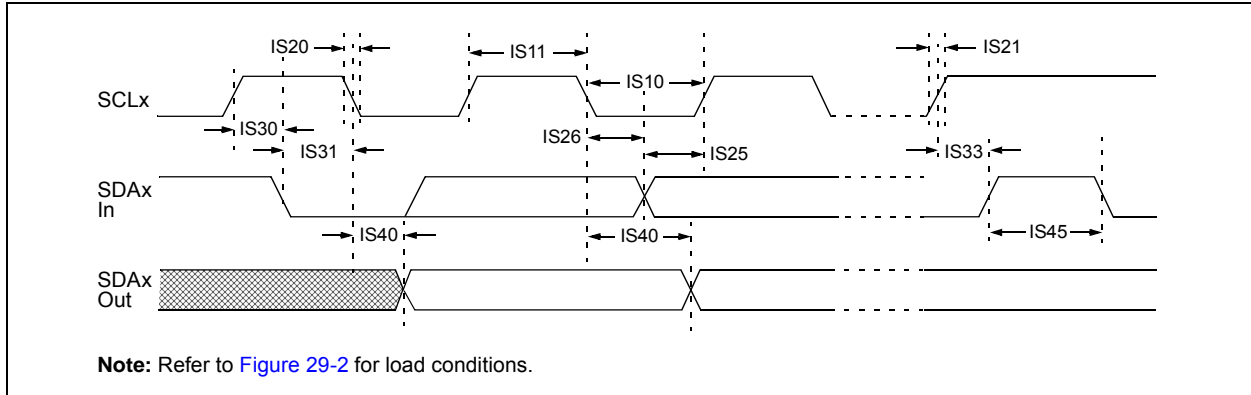 IS20
IS11
IS21
IS10
SCLx
IS30
IS26
IS31
IS25
IS33
SDAx
In
IS40
IS40
IS45
SDAx
Out
Note: Refer to Figure 29-2 for load conditions.